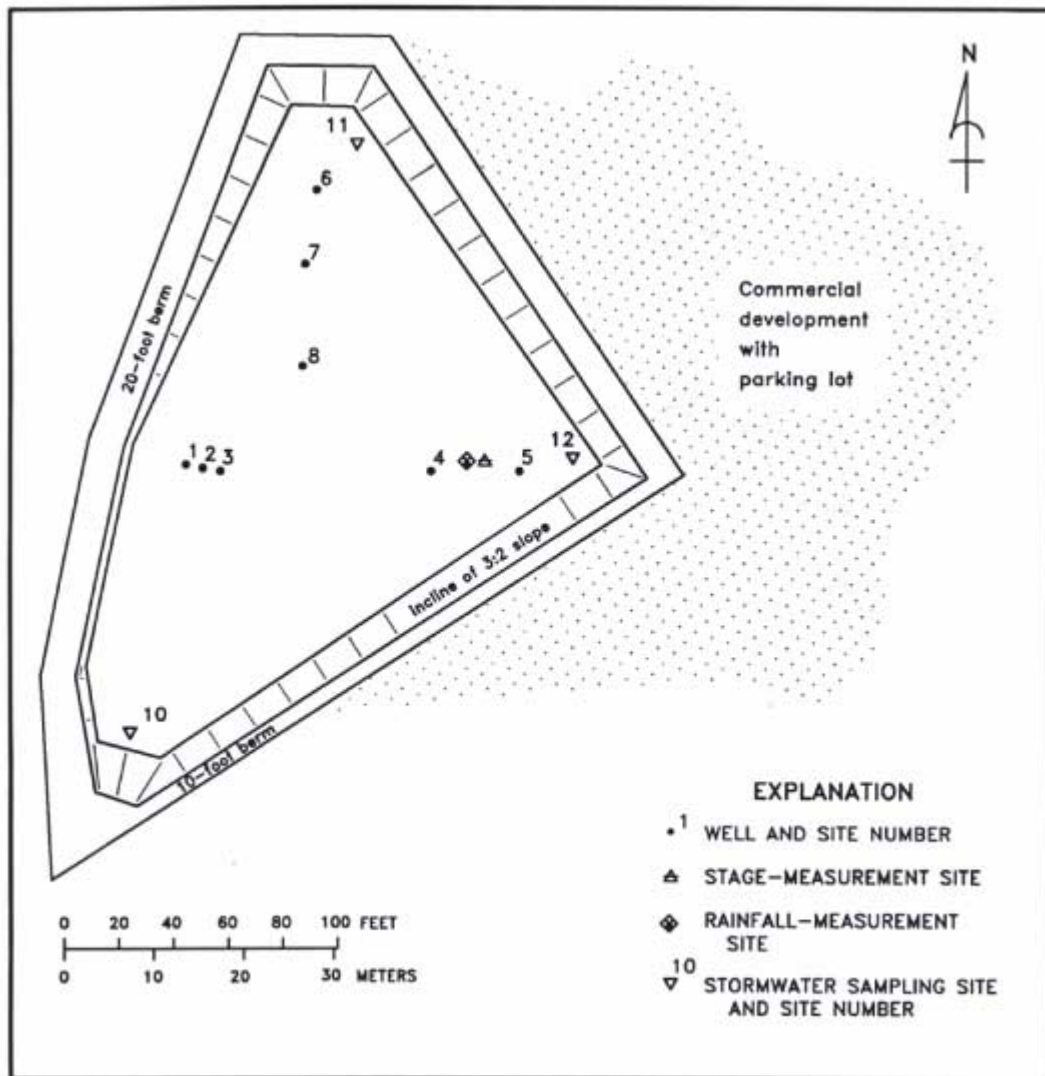 N
11
6
7
8
20-foot berm
Commercial
development
with
parking lot
1 2 3
4 5 12
Incline of 3:2 slope
10
10-foot berm
EXPLANATION
1 WELL AND SITE NUMBER
STAGE-MEASUREMENT SITE
RAINFALL-MEASUREMENT
SITE
10 STORMWATER SAMPLING SITE
AND SITE NUMBER
0 20 40 60 80 100 FEET
0 10 20 30 METERS